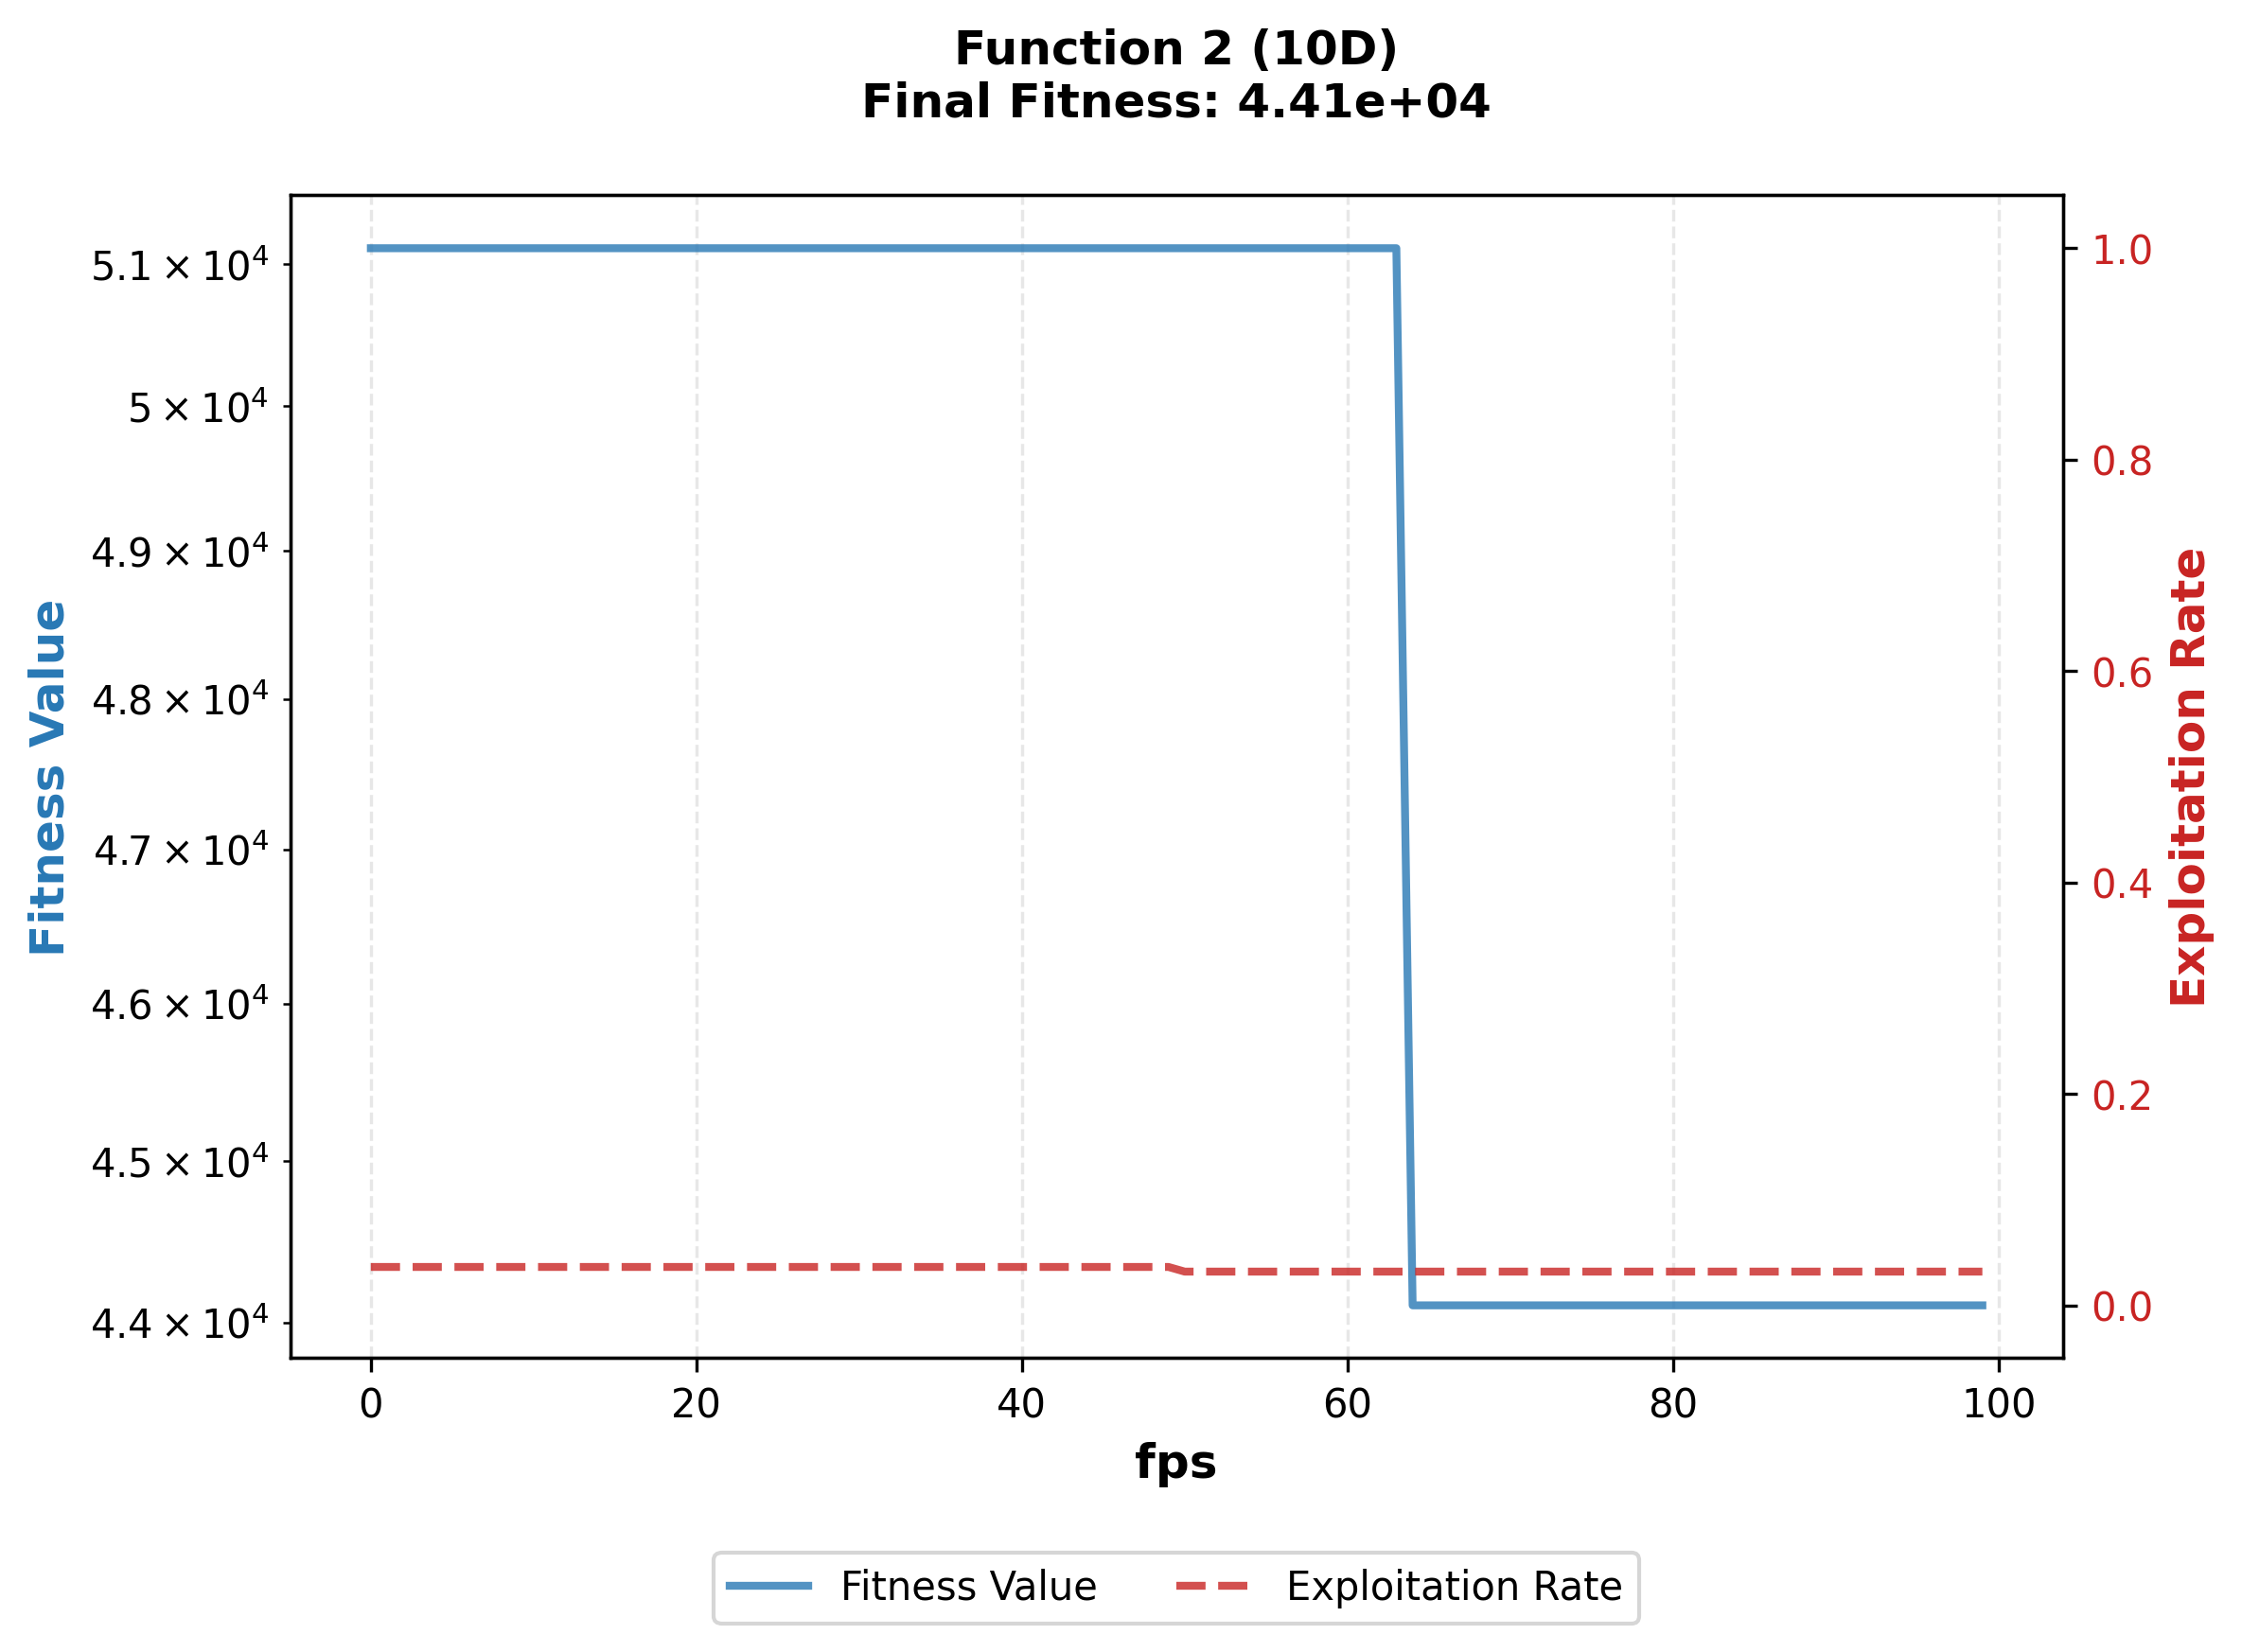 Function 2 (10D)
Final Fitness: 4.41e+04
Fitness Value
5.1 × 10⁴
5 × 10⁴
4.9 × 10⁴
4.8 × 10⁴
4.7 × 10⁴
4.6 × 10⁴
4.5 × 10⁴
4.4 × 10⁴
1.0
0.8
0.6
0.4
0.2
0.0
Exploitation Rate
0 20 40 60 80 100
fps
Fitness Value Exploitation Rate